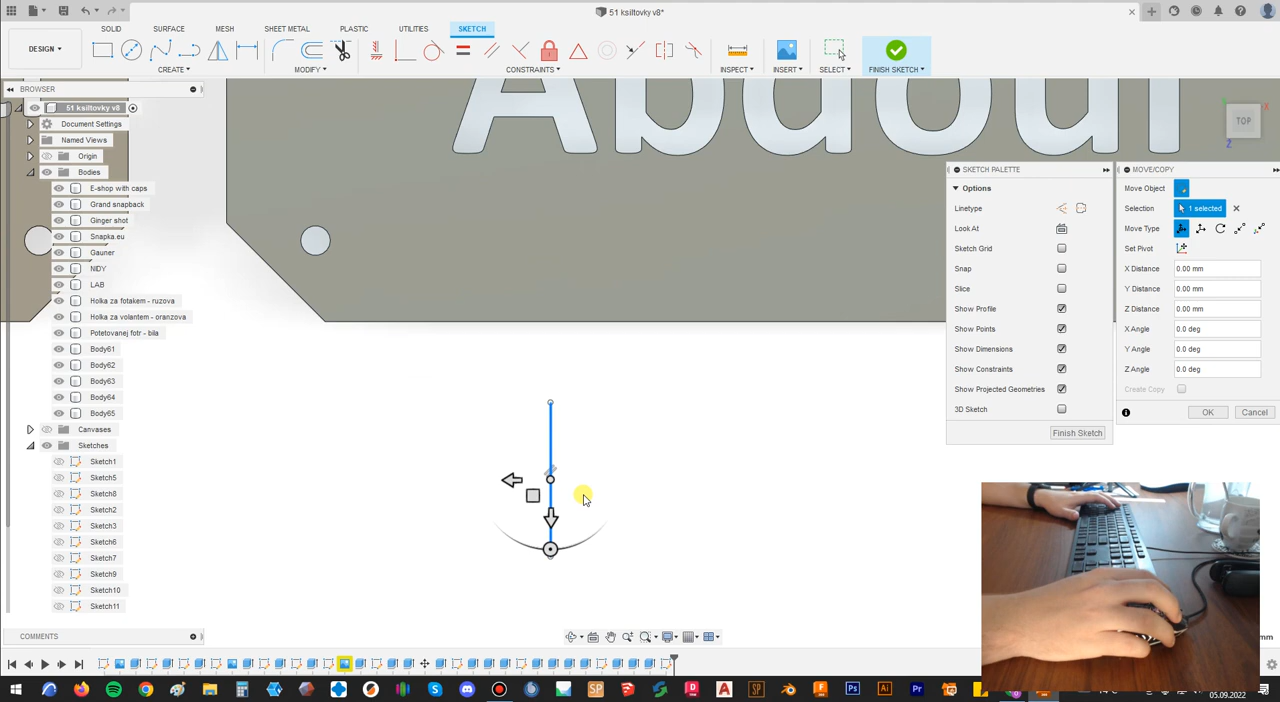 51 ksiltovky v8*
SOLID SURFACE MESH SHEET METAL PLASTIC UTILITIES SKETCH
DESIGN
CREATE MODIFY CONSTRAINTS INSPECT INSERT SELECT FINISH SKETCH
BROWSER
51 ksiltovky v8
Document Settings
Named Views
Origin
Bodies
E-shop with caps
Grand snapback
Ginger shot
Snapka.eu
Gauner
NIDY
LAB
Holka za fotakem - ruzova
Holka za volantem - oranzova
Potetovanej fotr - bila
Body61
Body62
Body63
Body64
Body65
Canvases
Sketches
Sketch1
Sketch5
Sketch8
Sketch2
Sketch3
Sketch6
Sketch7
Sketch9
Sketch10
Sketch11
COMMENTS
TOP
X
Z
SKETCH PALETTE
Options
Linetype
Look At
Sketch Grid
Snap
Slice
Show Profile
Show Points
Show Dimensions
Show Constraints
Show Projected Geometries
3D Sketch
Finish Sketch
MOVE/COPY
Move Object
Selection 1 selected
Move Type
Set Pivot
X Distance 0.00 mm
Y Distance 0.00 mm
Z Distance 0.00 mm
X Angle 0.0 deg
Y Angle 0.0 deg
Z Angle 0.0 deg
Create Copy
OK Cancel
mm
05.09.2022